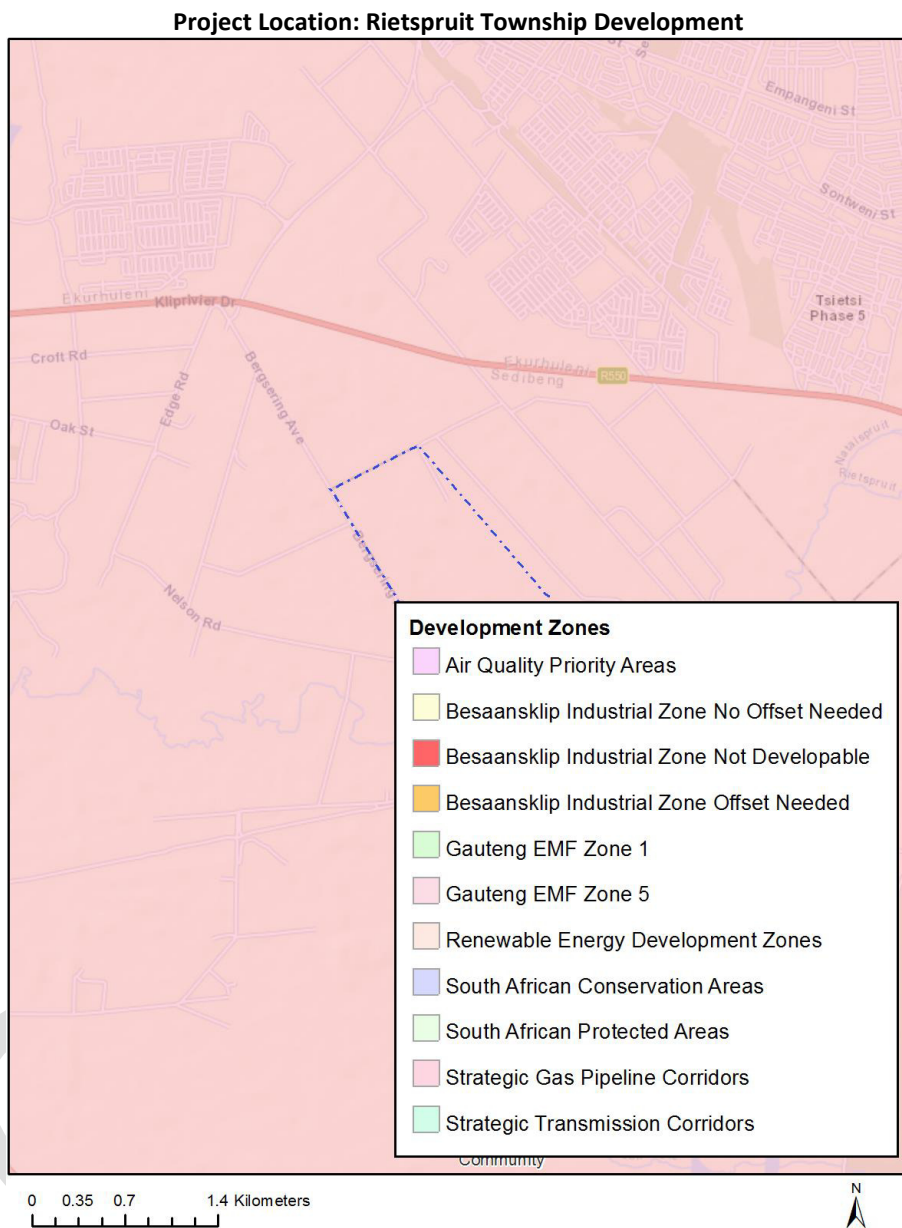 Project Location: Rietspruit Township Development
St
Empangeni St
Sontweni St
Tsietsi
Phase 5
Ekurhuleni
Kliprivier Dr
Croft Rd
Edge Rd
Bergsering Ave
Oak St
Ekurhuleni
Sedibeng
R550
Natalspruit
Rietspruit
Bergsering
Nelson Rd
Development Zones
Air Quality Priority Areas
Besaansklip Industrial Zone No Offset Needed
Besaansklip Industrial Zone Not Developable
Besaansklip Industrial Zone Offset Needed
Gauteng EMF Zone 1
Gauteng EMF Zone 5
Renewable Energy Development Zones
South African Conservation Areas
South African Protected Areas
Strategic Gas Pipeline Corridors
Strategic Transmission Corridors
Community
0 0.35 0.7 1.4 Kilometers
N